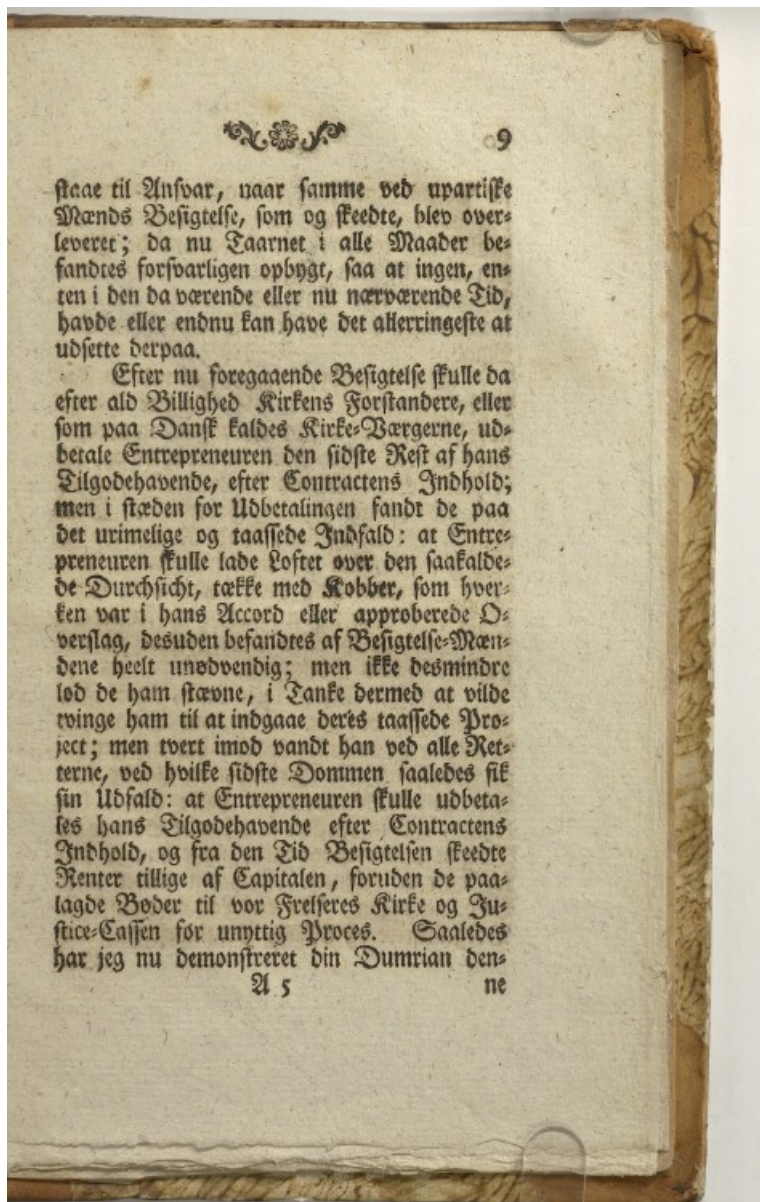 9
staae til Ansvar, naar samme ved upartiske
Mænds Besigtelse, som og skeedte, blev over-
leveret; da nu Taarnet i alle Maader be-
fandtes forsvarligen opbygt, saa at ingen, en-
ten i den da værende eller nu nærværende Tid,
havde eller endnu kan have det allerringeste at
udsette derpaa.
Efter nu foregaaende Besigtelse skulle da
efter ald Billighed Kirkens Forstandere, eller
som paa Dansk kaldes Kirke-Værgerne, ud-
betale Entrepreneuren den sidste Rest af hans
Tilgodehavende, efter Contractens Indhold;
men i stæden for Udbetalingen fandt de paa
det urimelige og taassede Indfald: at Entre-
preneuren skulle lade Loftet over den saakalde-
de Durchsicht, tække med Kobber, som hver-
ken var i hans Accord eller approberede O-
verslag, desuden befandtes af Besigtelse-Mæn-
dene heelt unødvendig; men ikke desmindre
lod de ham stævne, i Tanke dermed at vilde
tvinge ham til at indgaae deres taassede Pro-
ject; men tvert imod vandt han ved alle Ret-
terne, ved hvilke sidste Dommen saaledes fik
sin Udfald: at Entrepreneuren skulle udbeta-
les hans Tilgodehavende efter Contractens
Indhold, og fra den Tid Besigtelsen skeedte
Renter tillige af Capitalen, foruden de paa-
lagde Bøder til vor Frelseres Kirke og Ju-
stice-Cassen for unyttig Proces. Saaledes
har jeg nu demonstreret din Dumrian den-
A 5 ne